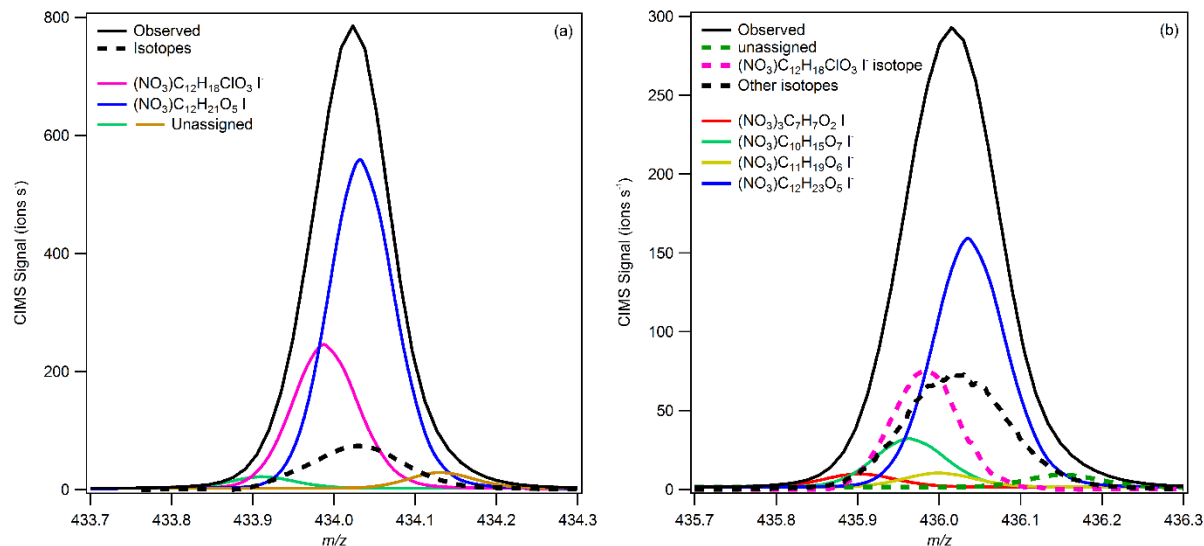 (a)
Observed
Isotopes
(NO₃)C₁₂H₁₈ClO₃ I⁻
(NO₃)C₁₂H₂₁O₅ I
Unassigned
800
600
400
200
0
CIMS Signal (ions s⁻)
433.7
433.8
433.9
434.0
434.1
434.2
434.3
m/z
(b)
Observed
unassigned
(NO₃)C₁₂H₁₈ClO₃ I⁻ isotope
Other isotopes
(NO₃)₃C₇H₇O₂ I
(NO₃)C₁₀H₁₅O₇ I⁻
(NO₃)C₁₁H₁₉O₆ I⁻
(NO₃)C₁₂H₂₃O₅ I⁻
300
250
200
150
100
50
0
CIMS Signal (ions s⁻¹)
435.7
435.8
435.9
436.0
436.1
436.2
436.3
m/z